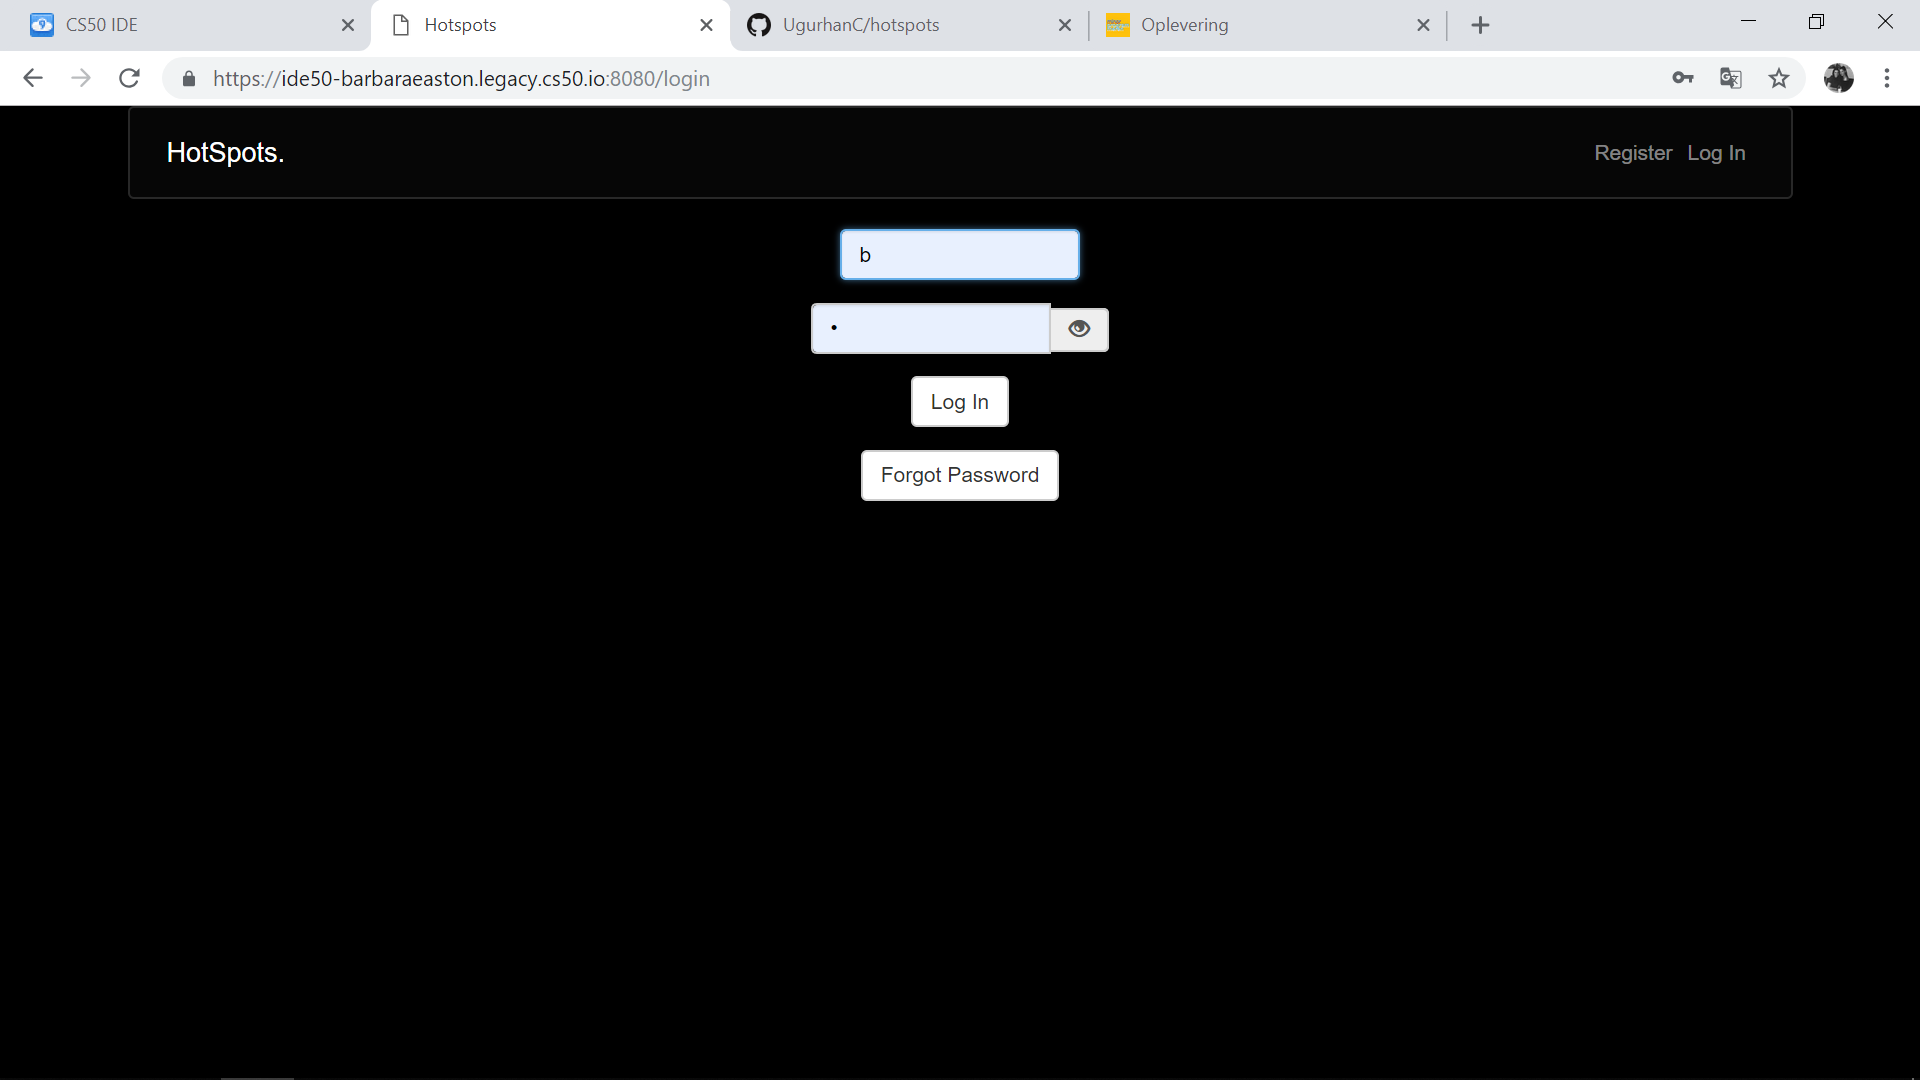 CS50 IDE
Hotspots
UgurhanC/hotspots
Oplevering
https://ide50-barbaraeaston.legacy.cs50.io:8080/login
HotSpots.
Register Log In
b
•
Log In
Forgot Password